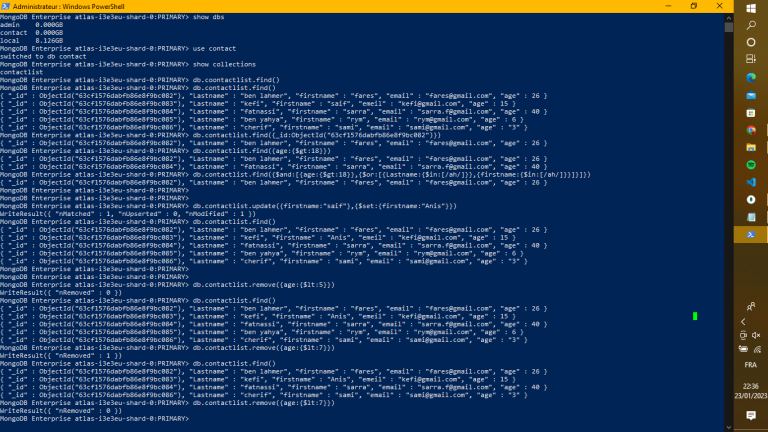 Administrateur : Windows PowerShell
MongoDB Enterprise atlas-i3e3eu-shard-0:PRIMARY> show dbs
admin 0.000GB
contact 0.000GB
local 8.126GB
MongoDB Enterprise atlas-i3e3eu-shard-0:PRIMARY> use contact
switched to db contact
MongoDB Enterprise atlas-i3e3eu-shard-0:PRIMARY> show collections
contactlist
MongoDB Enterprise atlas-i3e3eu-shard-0:PRIMARY> db.coontactlist.find()
MongoDB Enterprise atlas-i3e3eu-shard-0:PRIMARY> db.contactlist.find()
{ "_id" : ObjectId("63cf1576dabfb86e8f9bc082"), "Lastname" : "ben lahmer", "firstname" : "fares", "email" : "fares@gmail.com", "age" : 26 }
{ "_id" : ObjectId("63cf1576dabfb86e8f9bc083"), "Lastname" : "kefi", "firstname" : "saif", "emeil" : "kefi@gmail.com", "age" : 15 }
{ "_id" : ObjectId("63cf1576dabfb86e8f9bc084"), "Lastname" : "fatnassi", "firstname" : "sarra", "emeil" : "sarra.f@gmail.com", "age" : 40 }
{ "_id" : ObjectId("63cf1576dabfb86e8f9bc085"), "Lastname" : "ben yahya", "firstname" : "rym", "emeil" : "rym@gmail.com", "age" : 6 }
{ "_id" : ObjectId("63cf1576dabfb86e8f9bc086"), "Lastname" : "cherif", "firstname" : "sami", "email" : "sami@gmail.com", "age" : "3" }
MongoDB Enterprise atlas-i3e3eu-shard-0:PRIMARY> db.contactlist.find({_id:ObjectId("63cf1576dabfb86e8f9bc082")})
{ "_id" : ObjectId("63cf1576dabfb86e8f9bc082"), "Lastname" : "ben lahmer", "firstname" : "fares", "email" : "fares@gmail.com", "age" : 26 }
MongoDB Enterprise atlas-i3e3eu-shard-0:PRIMARY> db.contactlist.find({age:{$gt:18}})
{ "_id" : ObjectId("63cf1576dabfb86e8f9bc082"), "Lastname" : "ben lahmer", "firstname" : "fares", "email" : "fares@gmail.com", "age" : 26 }
{ "_id" : ObjectId("63cf1576dabfb86e8f9bc084"), "Lastname" : "fatnassi", "firstname" : "sarra", "emeil" : "sarra.f@gmail.com", "age" : 40 }
MongoDB Enterprise atlas-i3e3eu-shard-0:PRIMARY> db.contactlist.find({$and:[{age:{$gt:18}},{$or:[{Lastname:{$in:[/ah/]}},{firstname:{$in:[/ah/]}}]}]})
{ "_id" : ObjectId("63cf1576dabfb86e8f9bc082"), "Lastname" : "ben lahmer", "firstname" : "fares", "email" : "fares@gmail.com", "age" : 26 }
MongoDB Enterprise atlas-i3e3eu-shard-0:PRIMARY>
MongoDB Enterprise atlas-i3e3eu-shard-0:PRIMARY>
MongoDB Enterprise atlas-i3e3eu-shard-0:PRIMARY> db.contactlist.update({firstname:"saif"},{$set:{firstname:"Anis"}})
WriteResult({ "nMatched" : 1, "nUpserted" : 0, "nModified" : 1 })
MongoDB Enterprise atlas-i3e3eu-shard-0:PRIMARY> db.contactlist.find()
{ "_id" : ObjectId("63cf1576dabfb86e8f9bc082"), "Lastname" : "ben lahmer", "firstname" : "fares", "email" : "fares@gmail.com", "age" : 26 }
{ "_id" : ObjectId("63cf1576dabfb86e8f9bc083"), "Lastname" : "kefi", "firstname" : "Anis", "emeil" : "kefi@gmail.com", "age" : 15 }
{ "_id" : ObjectId("63cf1576dabfb86e8f9bc084"), "Lastname" : "fatnassi", "firstname" : "sarra", "emeil" : "sarra.f@gmail.com", "age" : 40 }
{ "_id" : ObjectId("63cf1576dabfb86e8f9bc085"), "Lastname" : "ben yahya", "firstname" : "rym", "emeil" : "rym@gmail.com", "age" : 6 }
{ "_id" : ObjectId("63cf1576dabfb86e8f9bc086"), "Lastname" : "cherif", "firstname" : "sami", "email" : "sami@gmail.com", "age" : "3" }
MongoDB Enterprise atlas-i3e3eu-shard-0:PRIMARY>
MongoDB Enterprise atlas-i3e3eu-shard-0:PRIMARY>
MongoDB Enterprise atlas-i3e3eu-shard-0:PRIMARY> db.contactlist.remove({age:{$lt:5}})
WriteResult({ "nRemoved" : 0 })
MongoDB Enterprise atlas-i3e3eu-shard-0:PRIMARY> db.contactlist.find()
{ "_id" : ObjectId("63cf1576dabfb86e8f9bc082"), "Lastname" : "ben lahmer", "firstname" : "fares", "email" : "fares@gmail.com", "age" : 26 }
{ "_id" : ObjectId("63cf1576dabfb86e8f9bc083"), "Lastname" : "kefi", "firstname" : "Anis", "emeil" : "kefi@gmail.com", "age" : 15 }
{ "_id" : ObjectId("63cf1576dabfb86e8f9bc084"), "Lastname" : "fatnassi", "firstname" : "sarra", "emeil" : "sarra.f@gmail.com", "age" : 40 }
{ "_id" : ObjectId("63cf1576dabfb86e8f9bc085"), "Lastname" : "ben yahya", "firstname" : "rym", "emeil" : "rym@gmail.com", "age" : 6 }
{ "_id" : ObjectId("63cf1576dabfb86e8f9bc086"), "Lastname" : "cherif", "firstname" : "sami", "email" : "sami@gmail.com", "age" : "3" }
MongoDB Enterprise atlas-i3e3eu-shard-0:PRIMARY> db.contactlist.remove({age:{$lt:7}})
WriteResult({ "nRemoved" : 1 })
MongoDB Enterprise atlas-i3e3eu-shard-0:PRIMARY> db.contactlist.find()
{ "_id" : ObjectId("63cf1576dabfb86e8f9bc082"), "Lastname" : "ben lahmer", "firstname" : "fares", "email" : "fares@gmail.com", "age" : 26 }
{ "_id" : ObjectId("63cf1576dabfb86e8f9bc083"), "Lastname" : "kefi", "firstname" : "Anis", "emeil" : "kefi@gmail.com", "age" : 15 }
{ "_id" : ObjectId("63cf1576dabfb86e8f9bc084"), "Lastname" : "fatnassi", "firstname" : "sarra", "emeil" : "sarra.f@gmail.com", "age" : 40 }
{ "_id" : ObjectId("63cf1576dabfb86e8f9bc086"), "Lastname" : "cherif", "firstname" : "sami", "email" : "sami@gmail.com", "age" : "3" }
MongoDB Enterprise atlas-i3e3eu-shard-0:PRIMARY> db.contactlist.remove({age:{$lt:7}})
WriteResult({ "nRemoved" : 0 })
MongoDB Enterprise atlas-i3e3eu-shard-0:PRIMARY>
FRA
22:36
23/01/2023